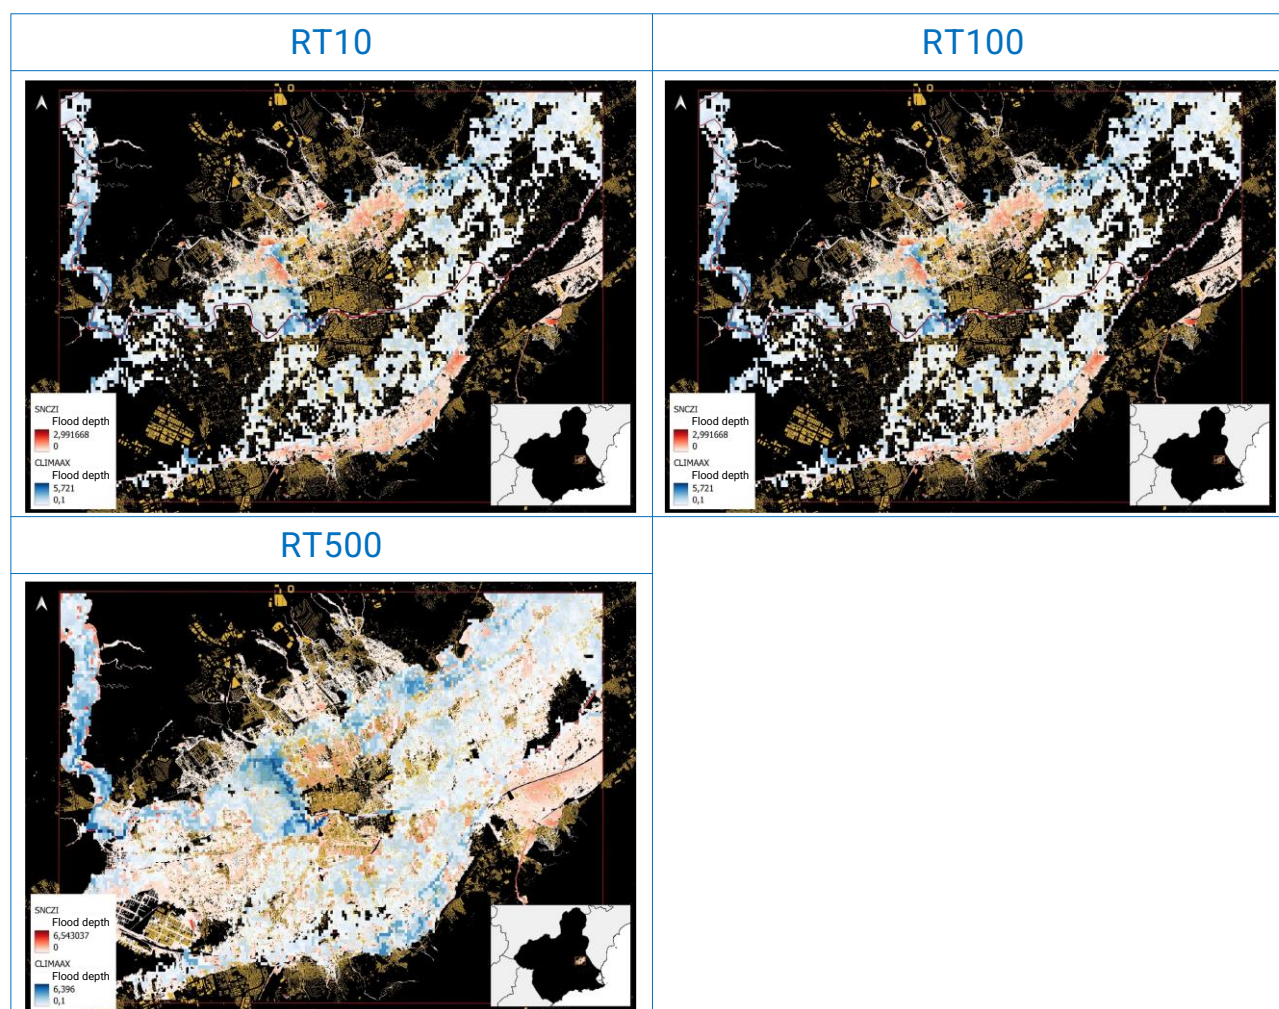 RT10
RT100
SNCZI
Flood depth
2,991668
0
CLIMAAX
Flood depth
5,721
0,1
SNCZI
Flood depth
2,991668
0
CLIMAAX
Flood depth
5,721
0,1
RT500
SNCZI
Flood depth
6,543037
0
CLIMAAX
Flood depth
6,396
0,1